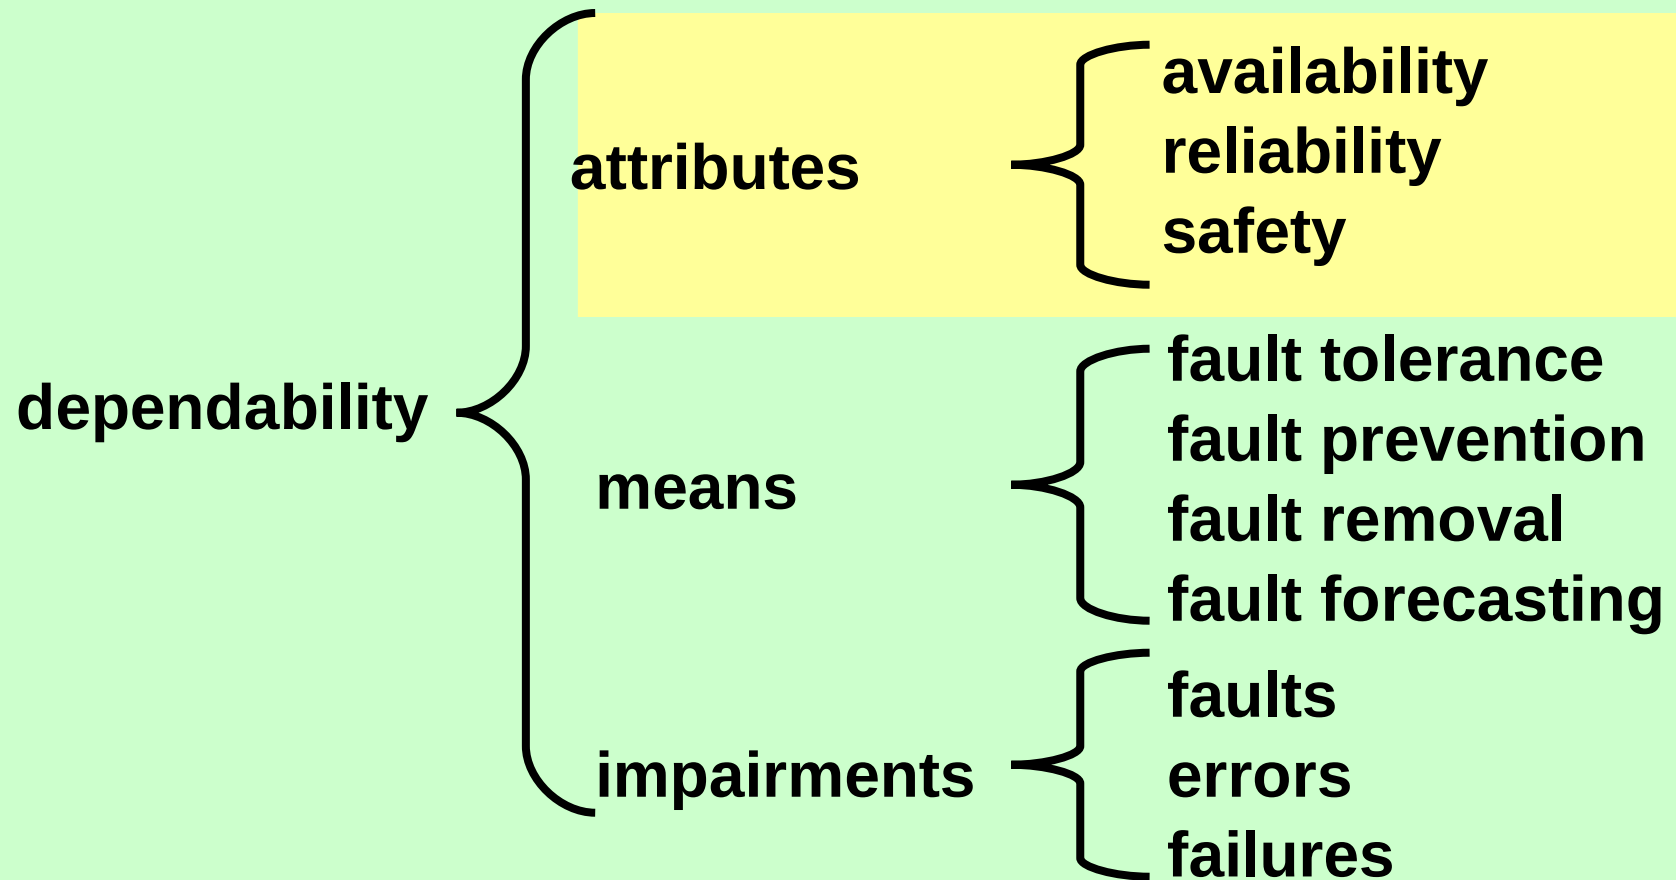 dependability
attributes
availability
reliability
safety
means
fault tolerance
fault prevention
fault removal
fault forecasting
impairments
faults
errors
failures